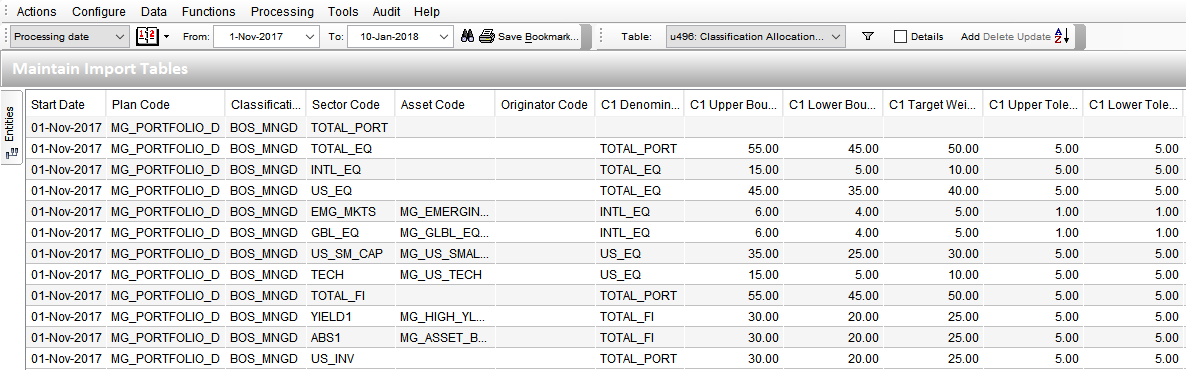 Actions Configure Data Functions Processing Tools Audit Help
Processing date From: 1-Nov-2017 To: 10-Jan-2018 Save Bookmark... Table: u496: Classification Allocation... Details Add Delete Update
Maintain Import Tables
Entities
Start Date Plan Code Classificati... Sector Code Asset Code Originator Code C1 Denomin... C1 Upper Bou... C1 Lower Bou... C1 Target Wei... C1 Upper Tole... C1 Lower Tole...
01-Nov-2017 MG_PORTFOLIO_D BOS_MNGD TOTAL_PORT
01-Nov-2017 MG_PORTFOLIO_D BOS_MNGD TOTAL_EQ TOTAL_PORT 55.00 45.00 50.00 5.00 5.00
01-Nov-2017 MG_PORTFOLIO_D BOS_MNGD INTL_EQ TOTAL_EQ 15.00 5.00 10.00 5.00 5.00
01-Nov-2017 MG_PORTFOLIO_D BOS_MNGD US_EQ TOTAL_EQ 45.00 35.00 40.00 5.00 5.00
01-Nov-2017 MG_PORTFOLIO_D BOS_MNGD EMG_MKTS MG_EMERGIN... INTL_EQ 6.00 4.00 5.00 1.00 1.00
01-Nov-2017 MG_PORTFOLIO_D BOS_MNGD GBL_EQ MG_GLBL_EQ... INTL_EQ 6.00 4.00 5.00 1.00 1.00
01-Nov-2017 MG_PORTFOLIO_D BOS_MNGD US_SM_CAP MG_US_SMAL... US_EQ 35.00 25.00 30.00 5.00 5.00
01-Nov-2017 MG_PORTFOLIO_D BOS_MNGD TECH MG_US_TECH US_EQ 15.00 5.00 10.00 5.00 5.00
01-Nov-2017 MG_PORTFOLIO_D BOS_MNGD TOTAL_FI TOTAL_PORT 55.00 45.00 50.00 5.00 5.00
01-Nov-2017 MG_PORTFOLIO_D BOS_MNGD YIELD1 MG_HIGH_YL... TOTAL_FI 30.00 20.00 25.00 5.00 5.00
01-Nov-2017 MG_PORTFOLIO_D BOS_MNGD ABS1 MG_ASSET_B... TOTAL_FI 30.00 20.00 25.00 5.00 5.00
01-Nov-2017 MG_PORTFOLIO_D BOS_MNGD US_INV TOTAL_PORT 30.00 20.00 25.00 5.00 5.00